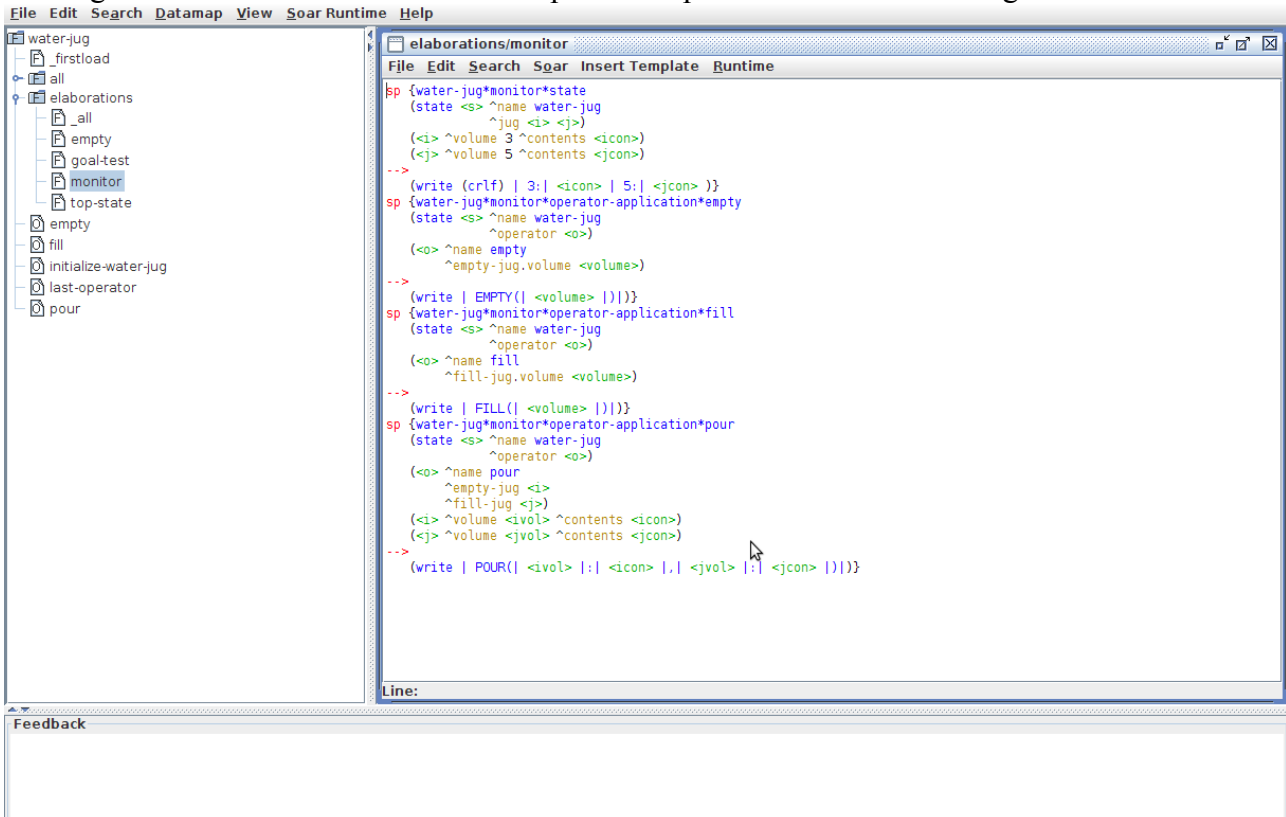 File Edit Search Datamap View Soar Runtime Help
water-jug
_firstload
all
elaborations
_all
empty
goal-test
monitor
top-state
empty
fill
initialize-water-jug
last-operator
pour
elaborations/monitor
File Edit Search Soar Insert Template Runtime
sp {water-jug*monitor*state
(state <s> ^name water-jug
^jug <i> <j>)
(<i> ^volume 3 ^contents <icon>)
(<j> ^volume 5 ^contents <jcon>)
-->
(write (crlf) | 3:| <icon> | 5:| <jcon> )}
sp {water-jug*monitor*operator-application*empty
(state <s> ^name water-jug
^operator <o>)
(<o> ^name empty
^empty-jug.volume <volume>)
-->
(write | EMPTY(| <volume> |)|)}
sp {water-jug*monitor*operator-application*fill
(state <s> ^name water-jug
^operator <o>)
(<o> ^name fill
^fill-jug.volume <volume>)
-->
(write | FILL(| <volume> |)|)}
sp {water-jug*monitor*operator-application*pour
(state <s> ^name water-jug
^operator <o>)
(<o> ^name pour
^empty-jug <i>
^fill-jug <j>)
(<i> ^volume <ivol> ^contents <icon>)
(<j> ^volume <jvol> ^contents <jcon>)
-->
(write | POUR(| <ivol> |:| <icon> |,| <jvol> |:| <jcon> |)|)}
Line:
Feedback